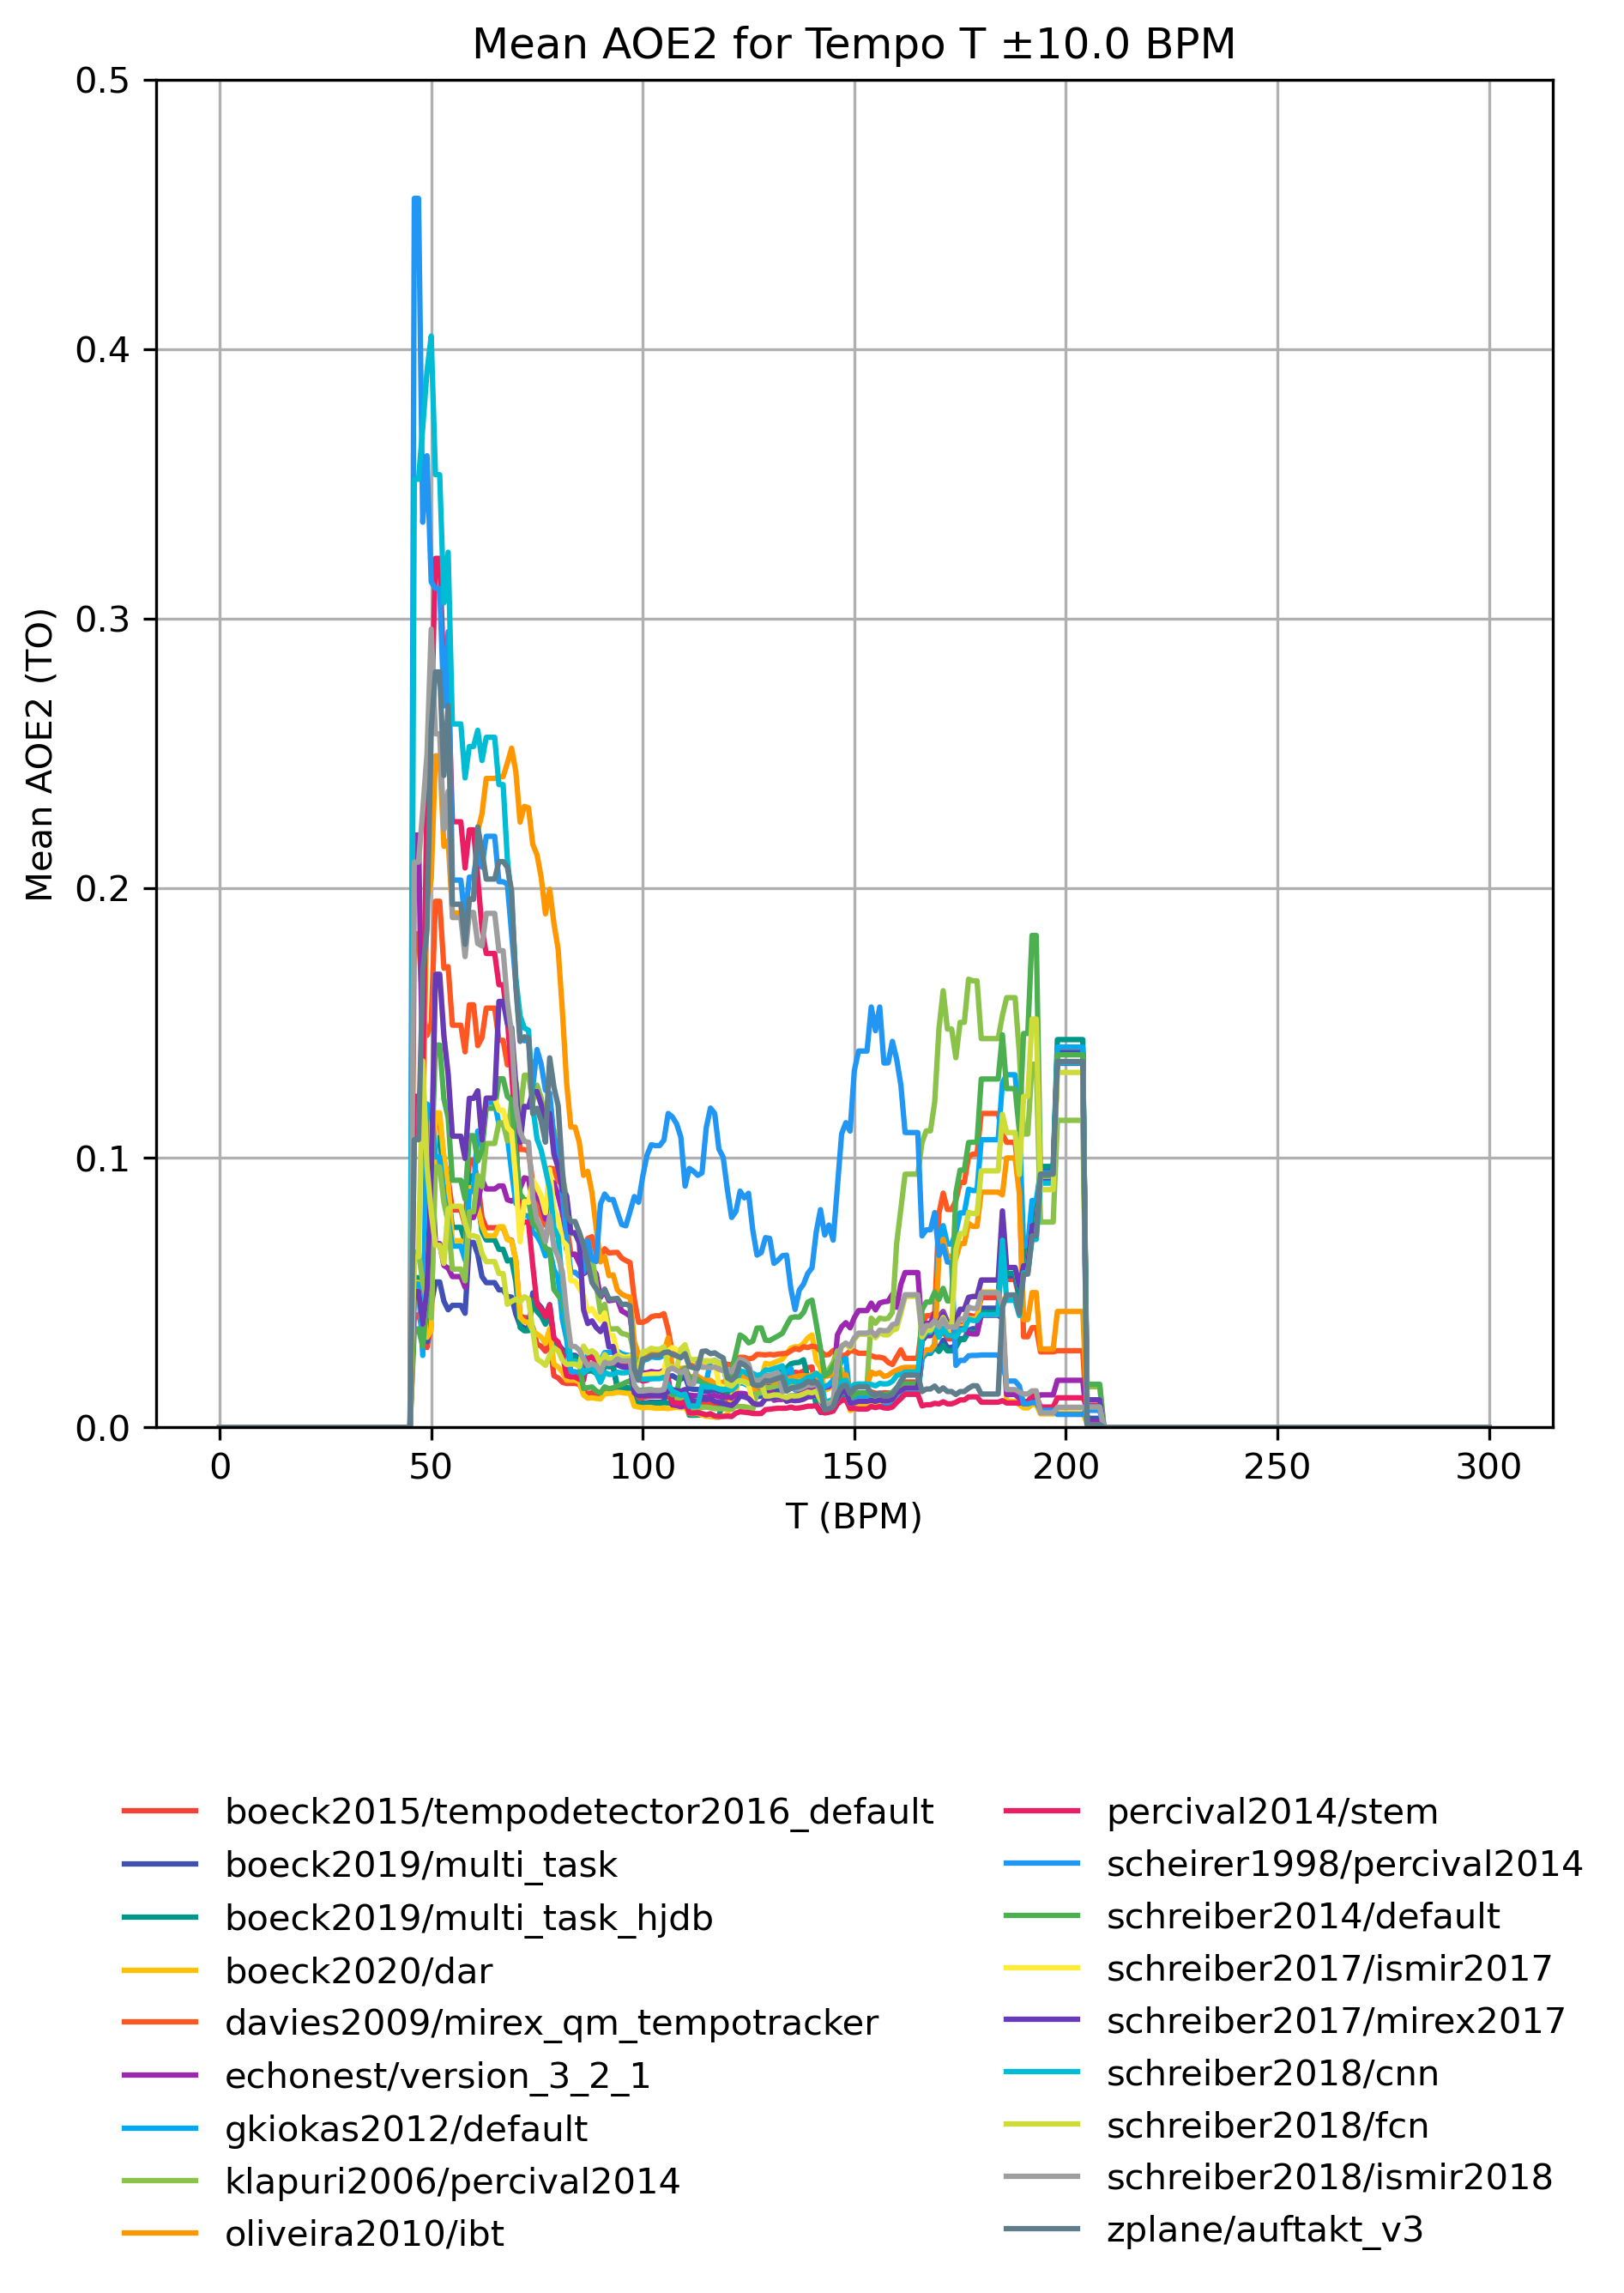 Mean AOE2 for Tempo T ±10.0 BPM
0.5
0.4
0.3
0.2
0.1
0.0
Mean AOE2 (TO)
0 50 100 150 200 250 300
T (BPM)
boeck2015/tempodetector2016_default
boeck2019/multi_task
boeck2019/multi_task_hjdb
boeck2020/dar
davies2009/mirex_qm_tempotracker
echonest/version_3_2_1
gkiokas2012/default
klapuri2006/percival2014
oliveira2010/ibt
percival2014/stem
scheirer1998/percival2014
schreiber2014/default
schreiber2017/ismir2017
schreiber2017/mirex2017
schreiber2018/cnn
schreiber2018/fcn
schreiber2018/ismir2018
zplane/auftakt_v3